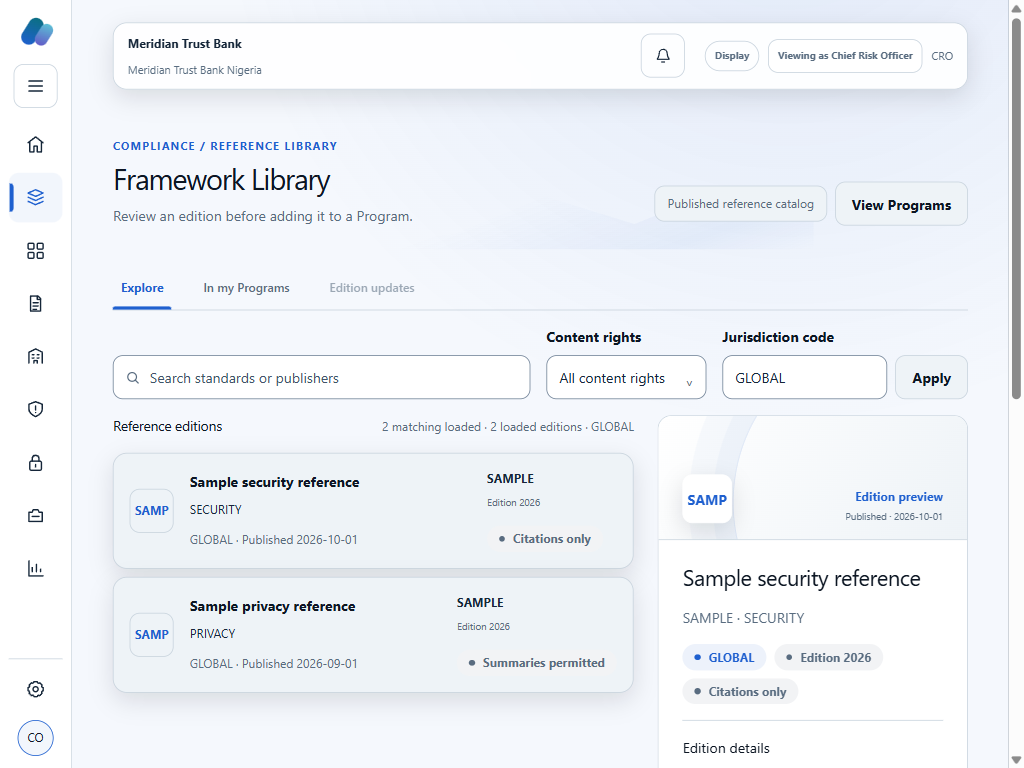 Meridian Trust Bank
Meridian Trust Bank Nigeria
Display
Viewing as Chief Risk Officer
CRO
COMPLIANCE / REFERENCE LIBRARY
Framework Library
Review an edition before adding it to a Program.
Published reference catalog
View Programs
Explore
In my Programs
Edition updates
Content rights
Jurisdiction code
Search standards or publishers
All content rights
GLOBAL
Apply
Reference editions
2 matching loaded · 2 loaded editions · GLOBAL
SAMP
Sample security reference
SECURITY
GLOBAL · Published 2026-10-01
SAMPLE
Edition 2026
Citations only
SAMP
Sample privacy reference
PRIVACY
GLOBAL · Published 2026-09-01
SAMPLE
Edition 2026
Summaries permitted
SAMP
Edition preview
Published · 2026-10-01
Sample security reference
SAMPLE · SECURITY
GLOBAL
Edition 2026
Citations only
Edition details
CO